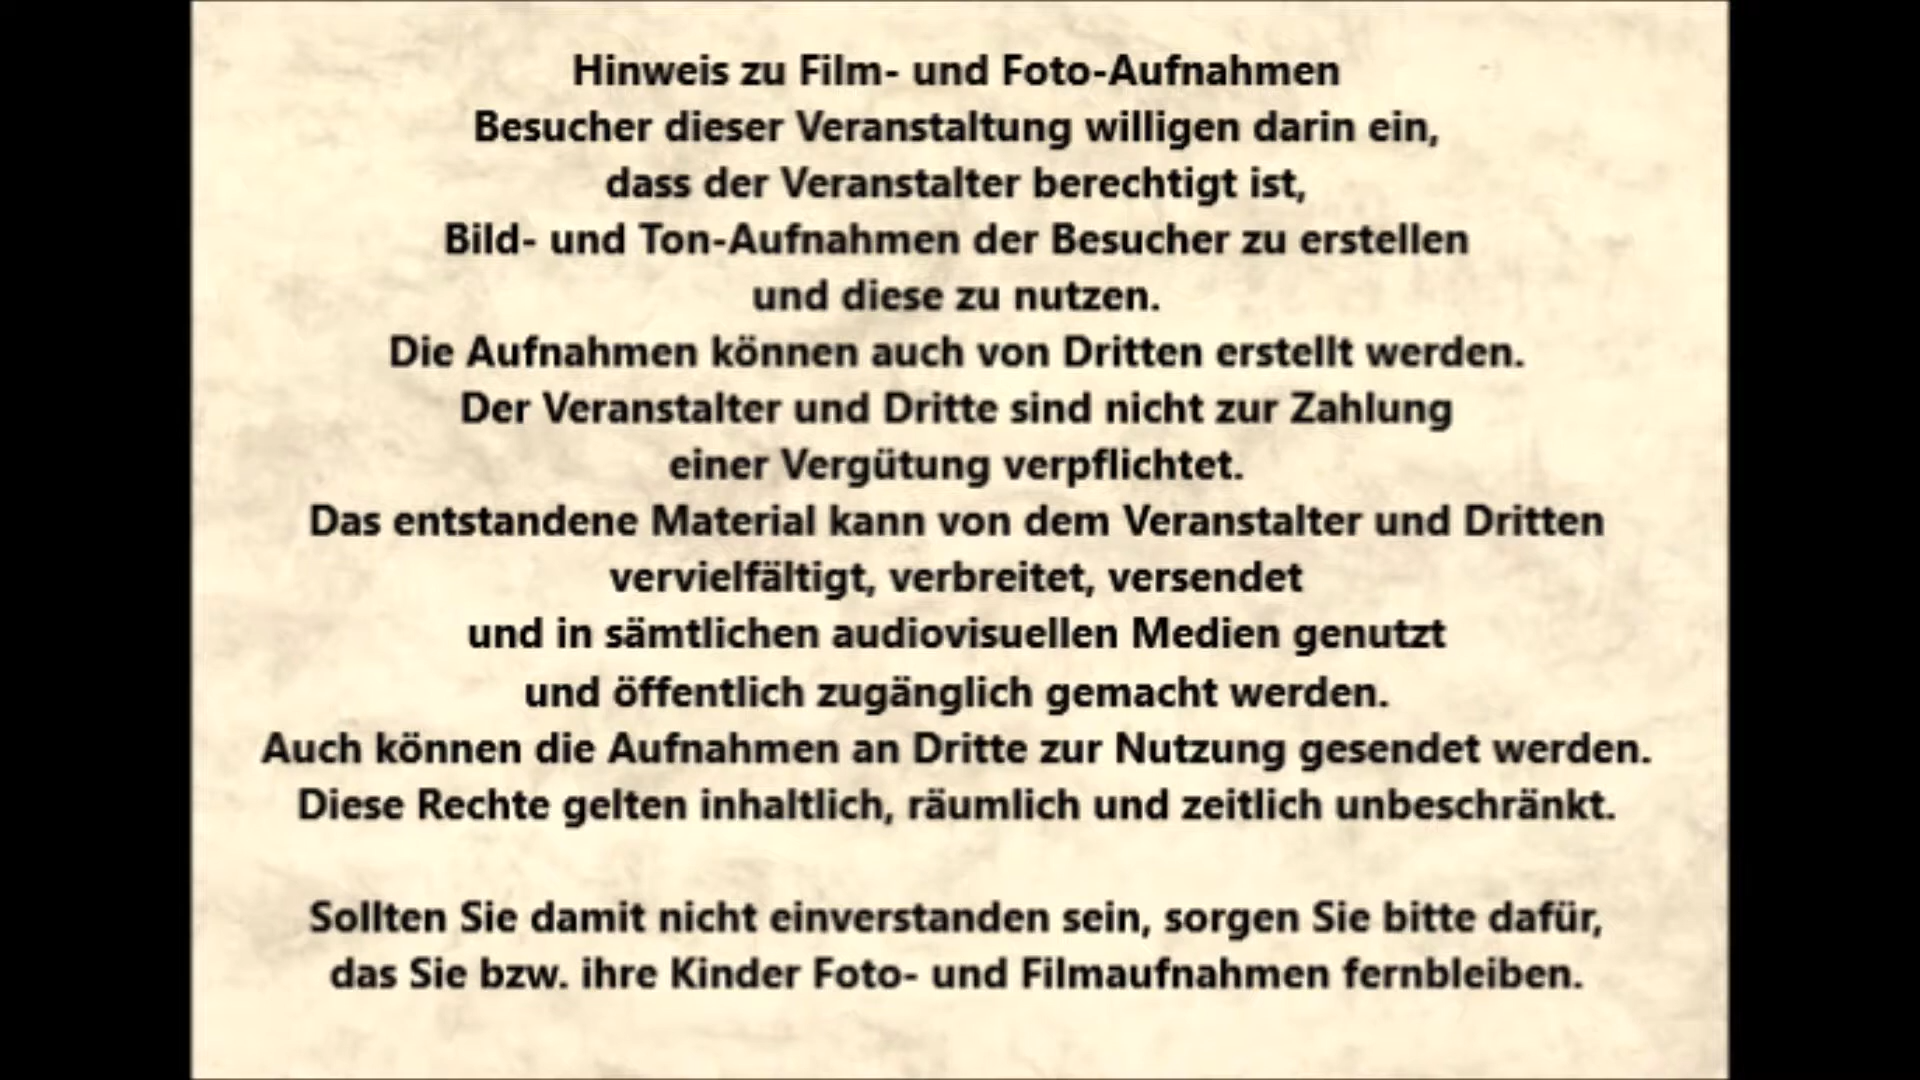 Hinweis zu Film- und Foto-Aufnahmen
Besucher dieser Veranstaltung willigen darin ein,
dass der Veranstalter berechtigt ist,
Bild- und Ton-Aufnahmen der Besucher zu erstellen
und diese zu nutzen.
Die Aufnahmen können auch von Dritten erstellt werden.
Der Veranstalter und Dritte sind nicht zur Zahlung
einer Vergütung verpflichtet.
Das entstandene Material kann von dem Veranstalter und Dritten
vervielfältigt, verbreitet, versendet
und in sämtlichen audiovisuellen Medien genutzt
und öffentlich zugänglich gemacht werden.
Auch können die Aufnahmen an Dritte zur Nutzung gesendet werden.
Diese Rechte gelten inhaltlich, räumlich und zeitlich unbeschränkt.
Sollten Sie damit nicht einverstanden sein, sorgen Sie bitte dafür,
das Sie bzw. ihre Kinder Foto- und Filmaufnahmen fernbleiben.